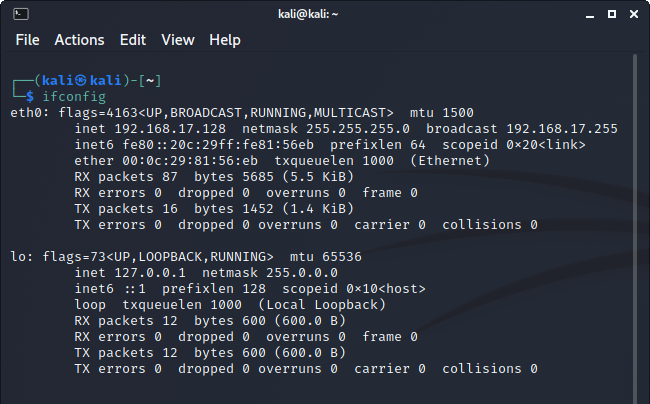 kali@kali: ~
File Actions Edit View Help
┌──(kali㉿kali)-[~]
└─$ ifconfig
eth0: flags=4163<UP,BROADCAST,RUNNING,MULTICAST>  mtu 1500
        inet 192.168.17.128  netmask 255.255.255.0  broadcast 192.168.17.255
        inet6 fe80::20c:29ff:fe81:56eb  prefixlen 64  scopeid 0×20<link>
        ether 00:0c:29:81:56:eb  txqueuelen 1000  (Ethernet)
        RX packets 87  bytes 5685 (5.5 KiB)
        RX errors 0  dropped 0  overruns 0  frame 0
        TX packets 16  bytes 1452 (1.4 KiB)
        TX errors 0  dropped 0 overruns 0  carrier 0  collisions 0
lo: flags=73<UP,LOOPBACK,RUNNING>  mtu 65536
        inet 127.0.0.1  netmask 255.0.0.0
        inet6 ::1  prefixlen 128  scopeid 0×10<host>
        loop  txqueuelen 1000  (Local Loopback)
        RX packets 12  bytes 600 (600.0 B)
        RX errors 0  dropped 0  overruns 0  frame 0
        TX packets 12  bytes 600 (600.0 B)
        TX errors 0  dropped 0 overruns 0  carrier 0  collisions 0